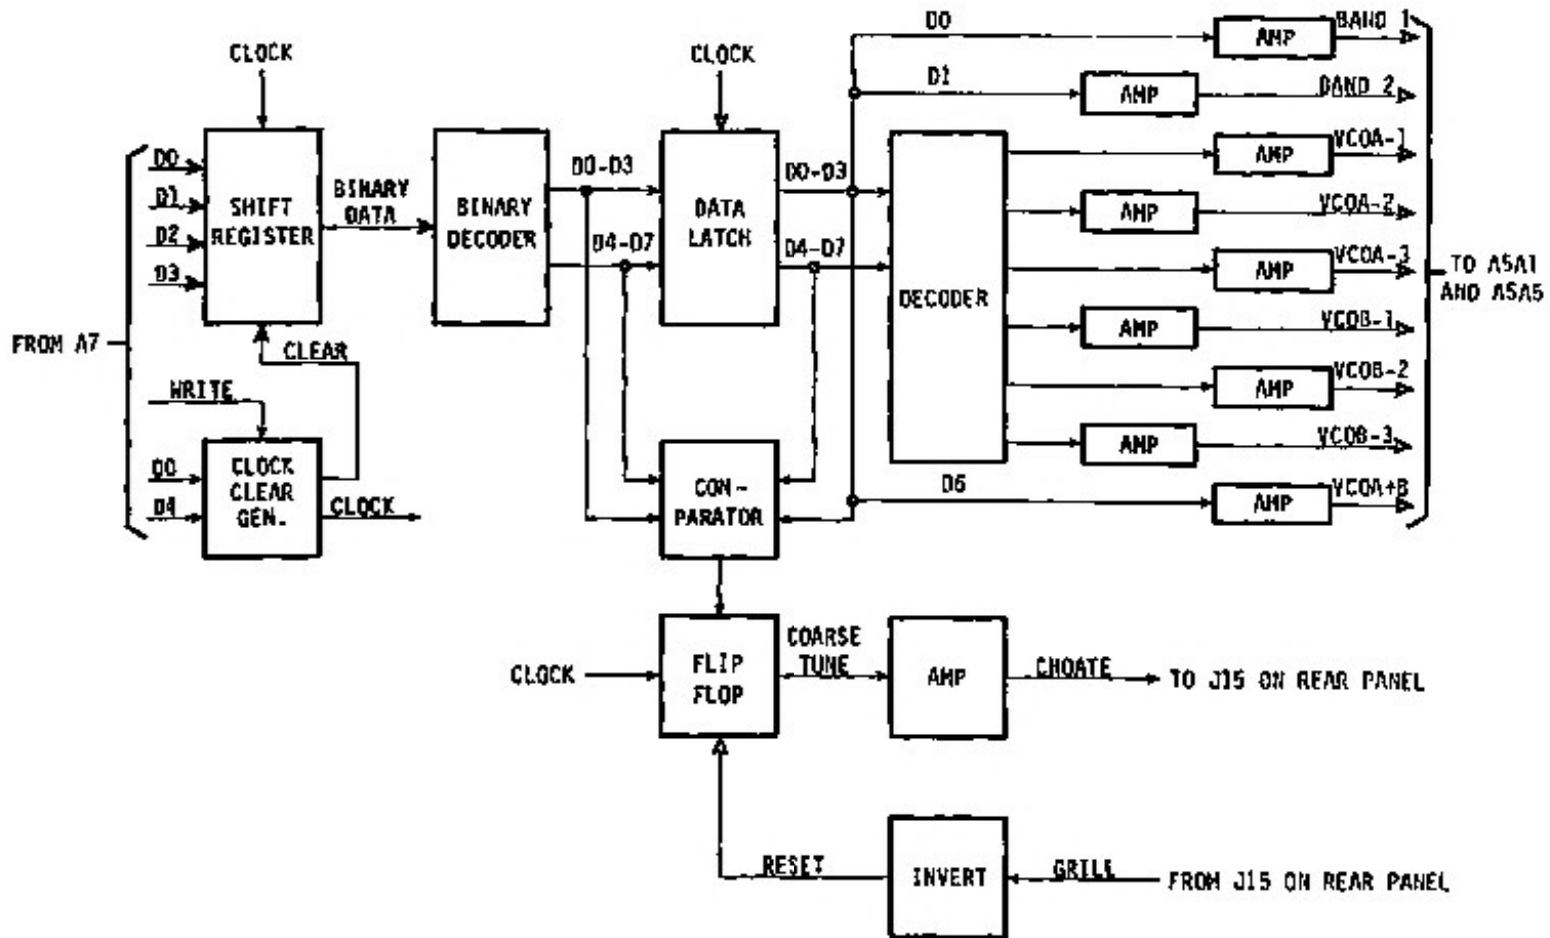 CLOCK
CLOCK
D0
AMP
BAND 1
D1
AMP
BAND 2
D0
D1
D2
D3
SHIFT
REGISTER
BINARY
DATA
BINARY
DECODER
D0-D3
D4-D7
DATA
LATCH
D0-D3
D4-D7
DECODER
AMP
VCOA-1
AMP
VCOA-2
AMP
VCOA-3
AMP
VCOB-1
AMP
VCOB-2
AMP
VCOB-3
D6
AMP
VCOA+B
TO A5A1
AND A5A5
FROM A7
CLEAR
WRITE
D0
D4
CLOCK
CLEAR
GEN.
CLOCK
COM-
PARATOR
CLOCK
FLIP
FLOP
COARSE
TUNE
AMP
CHOATE
TO J15 ON REAR PANEL
RESET
INVERT
GRILL
FROM J15 ON REAR PANEL